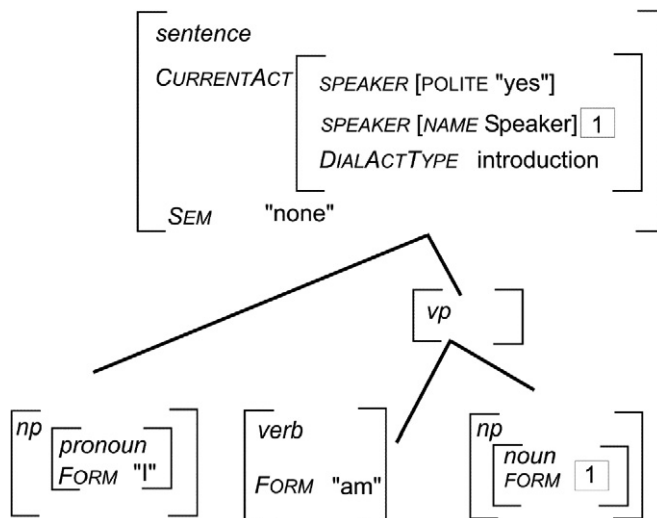 sentence
CURRENTACT
SPEAKER [POLITE "yes"]
SPEAKER [NAME Speaker] 1
DIALACTTYPE introduction
SEM "none"
vp
np
pronoun
FORM "I"
verb
FORM "am"
np
noun
FORM 1